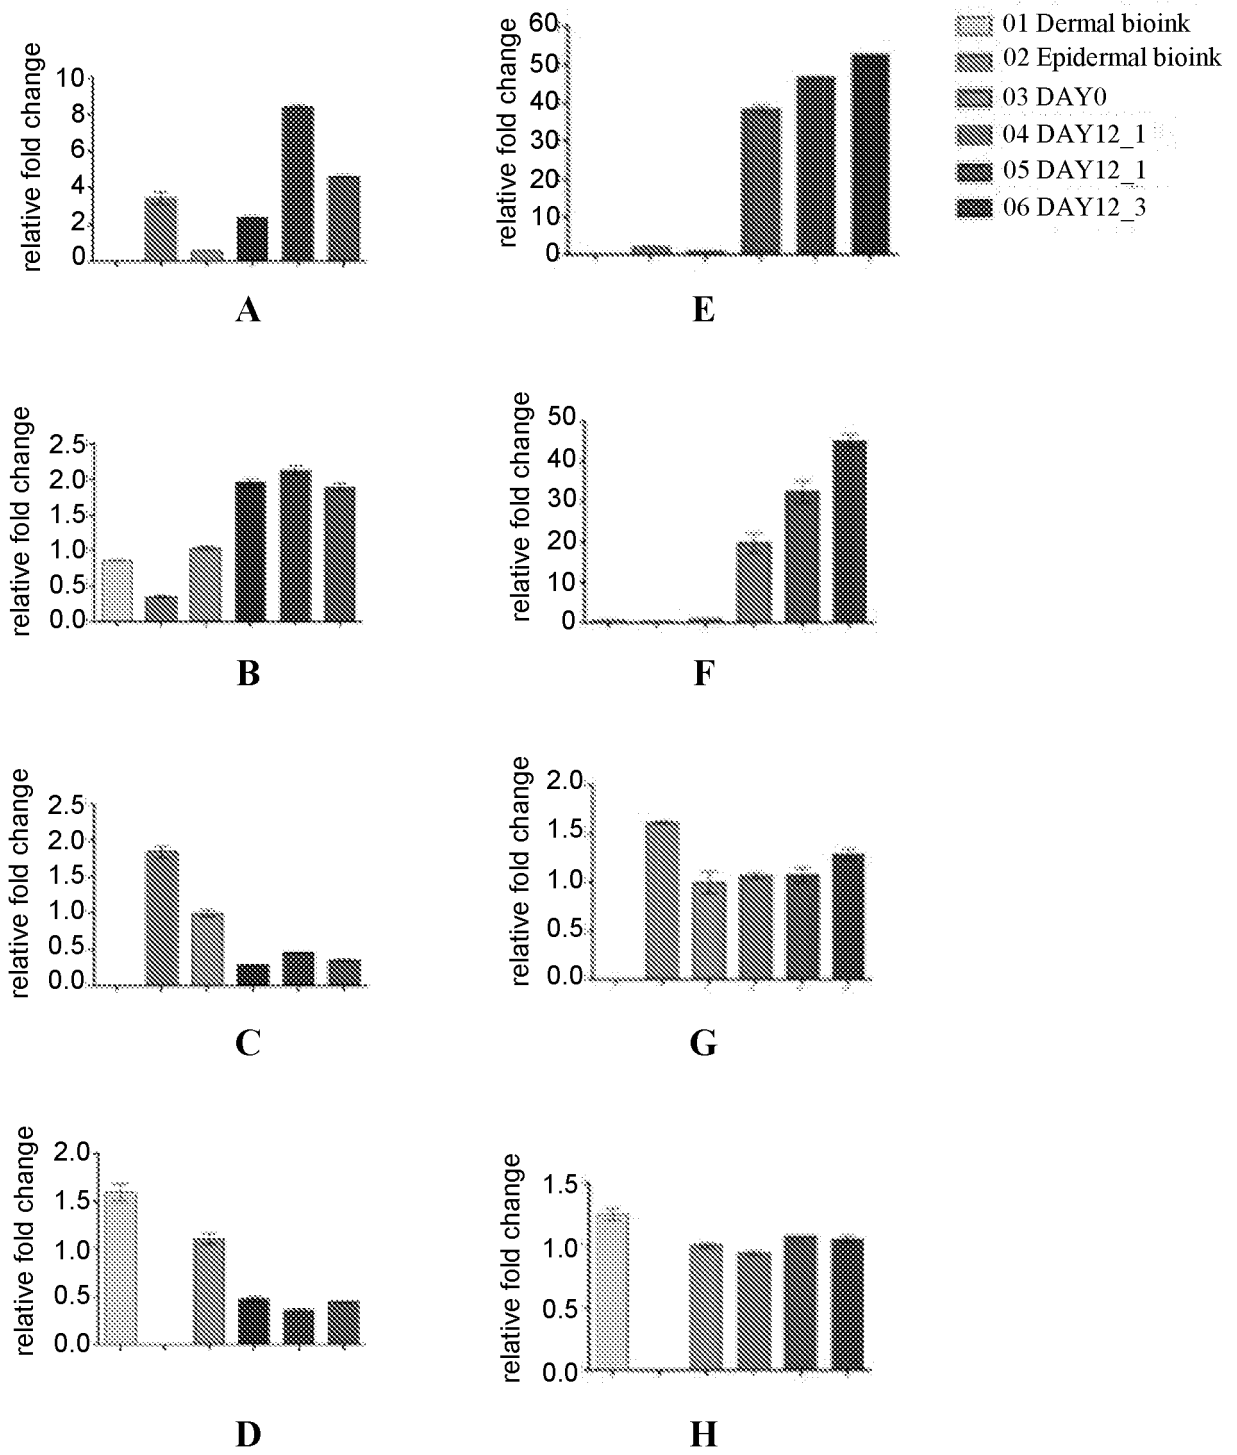 relative fold change
10
8
6
4
2
0
A
relative fold change
60
50
40
30
20
10
0
E
01 Dermal bioink
02 Epidermal bioink
03 DAY0
04 DAY12_1
05 DAY12_1
06 DAY12_3
relative fold change
2.5
2.0
1.5
1.0
0.5
0.0
B
relative fold change
50
40
30
20
10
0
F
relative fold change
2.5
2.0
1.5
1.0
0.5
0.0
C
relative fold change
2.0
1.5
1.0
0.5
0.0
G
relative fold change
2.0
1.5
1.0
0.5
0.0
D
relative fold change
1.5
1.0
0.5
0.0
H